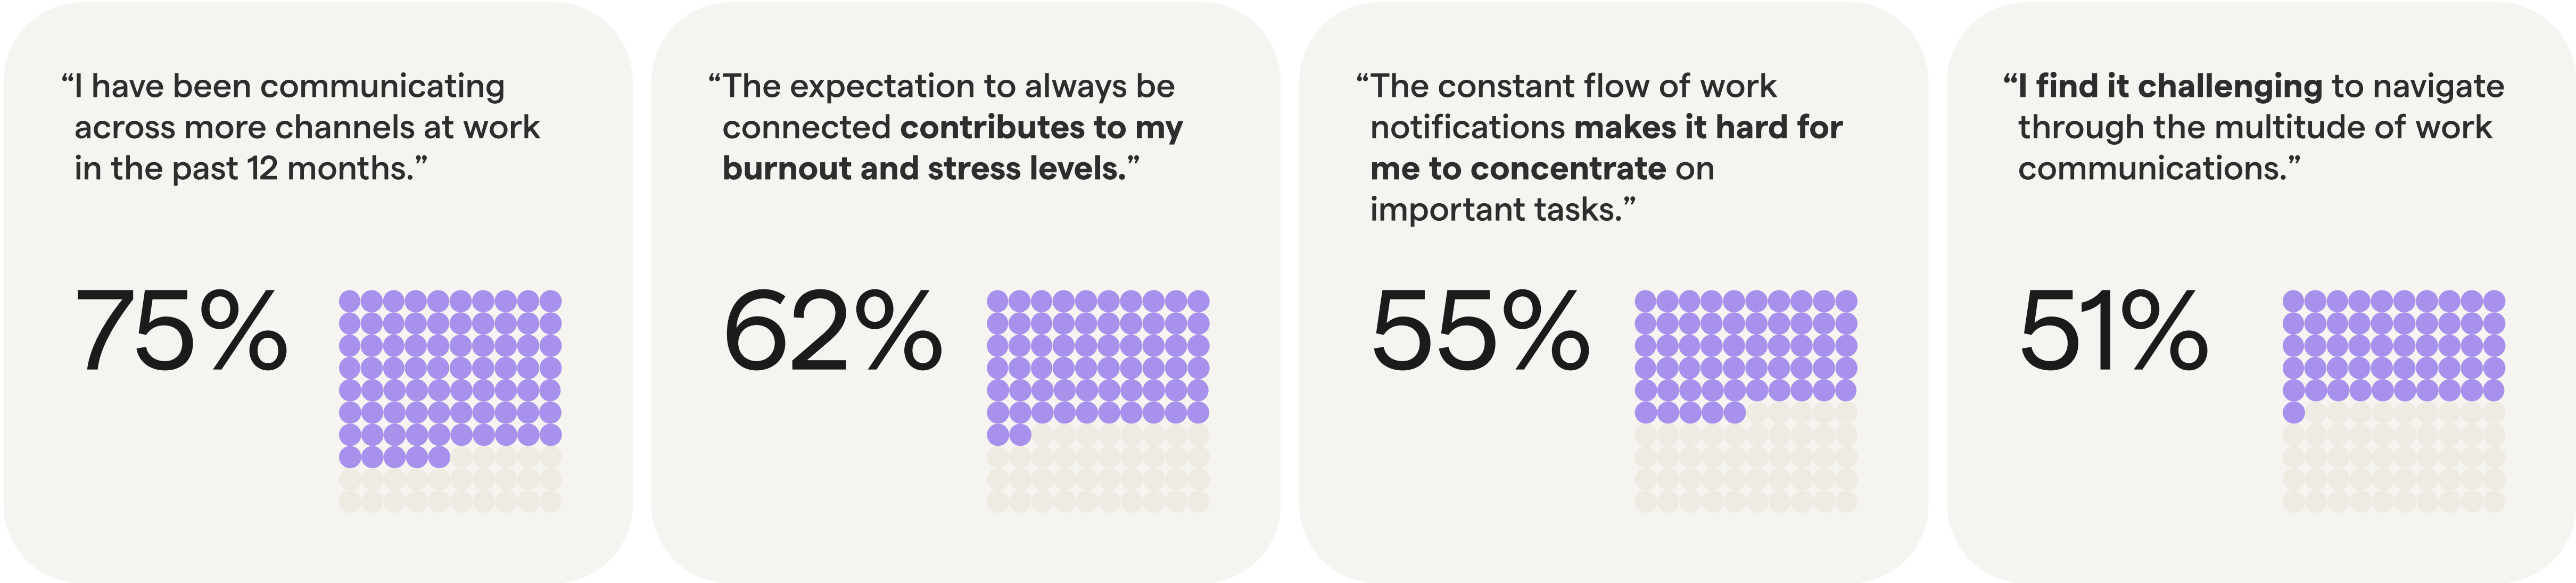 “I have been communicating
across more channels at work
in the past 12 months.”
75%
“The expectation to always be
connected contributes to my
burnout and stress levels.”
62%
“The constant flow of work
notifications makes it hard for
me to concentrate on
important tasks.”
55%
“I find it challenging to navigate
through the multitude of work
communications.”
51%